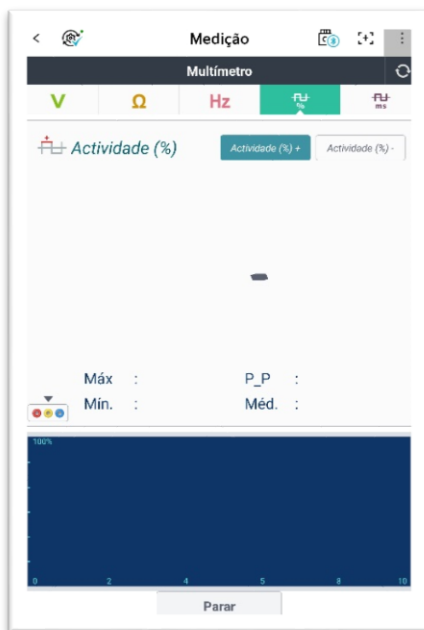 Medição
Multímetro
V Ω Hz % ms
Actividade (%) Actividade (%) + Actividade (%) -
-
Máx : P_P :
Mín. : Méd. :
100%
0 2 4 5 8 10
Parar